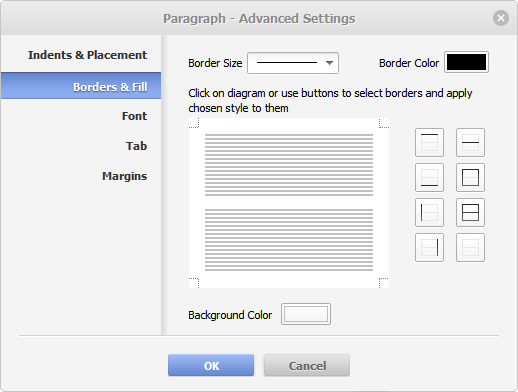 Paragraph - Advanced Settings
Indents & Placement
Borders & Fill
Font
Tab
Margins
Border Size
Border Color
Click on diagram or use buttons to select borders and apply
chosen style to them
Background Color
OK
Cancel